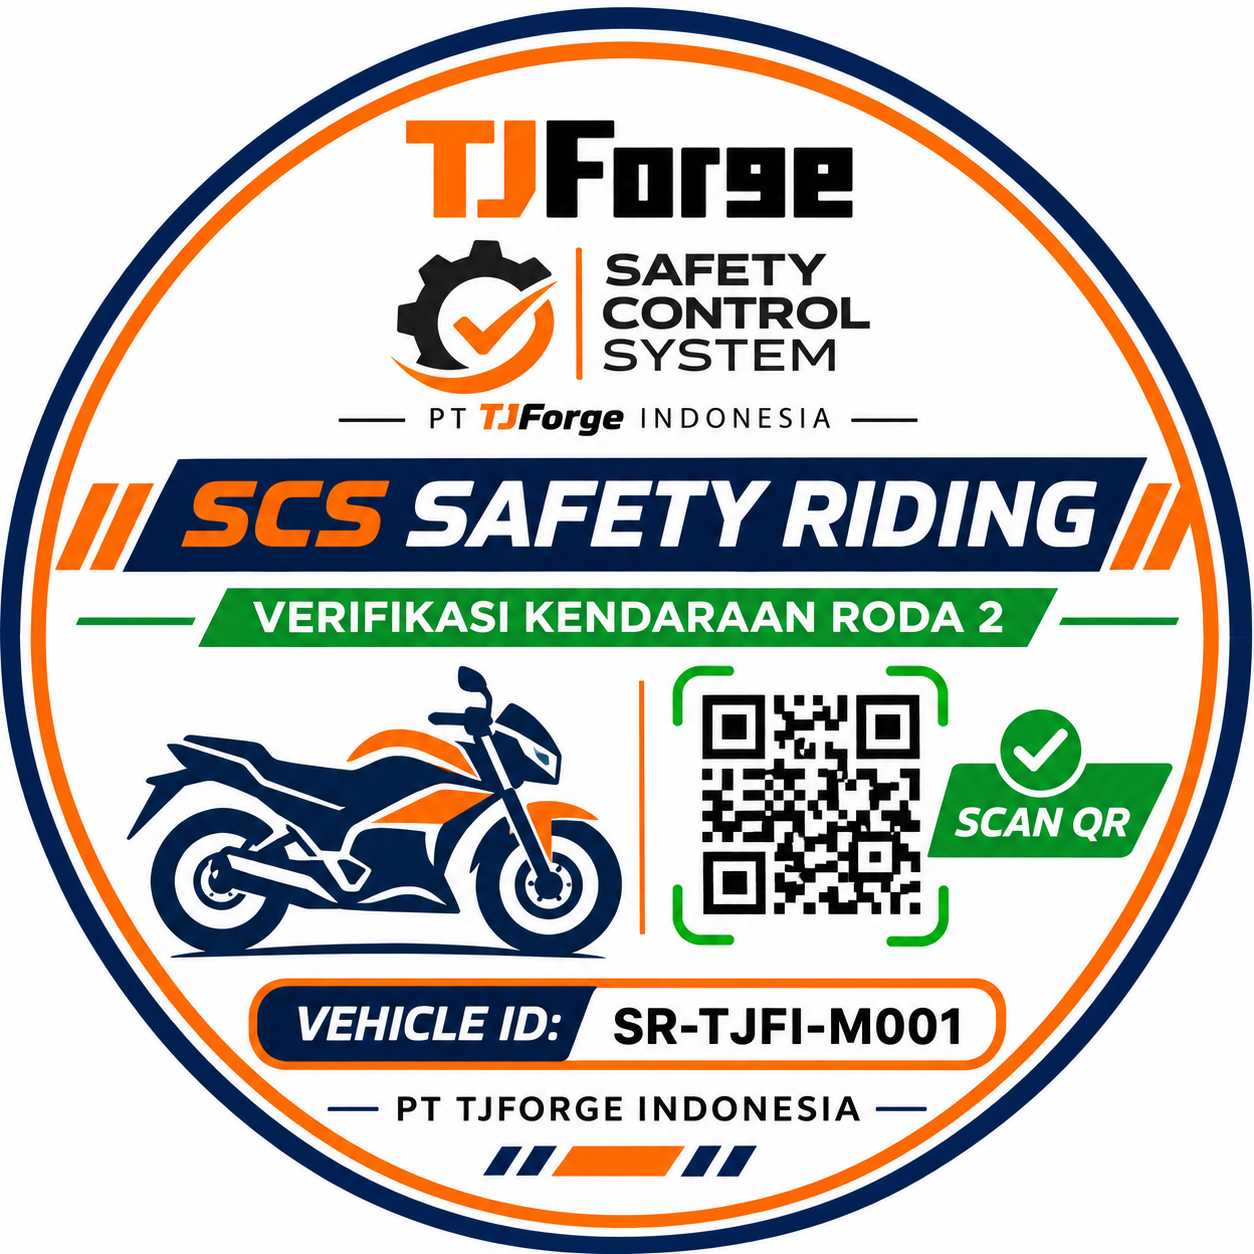 TJForge
SAFETY
CONTROL
SYSTEM
PT TJForge INDONESIA
SCS SAFETY RIDING
VERIFIKASI KENDARAAN RODA 2
SCAN QR
VEHICLE ID: SR-TJFI-M001
PT TJFORGE INDONESIA